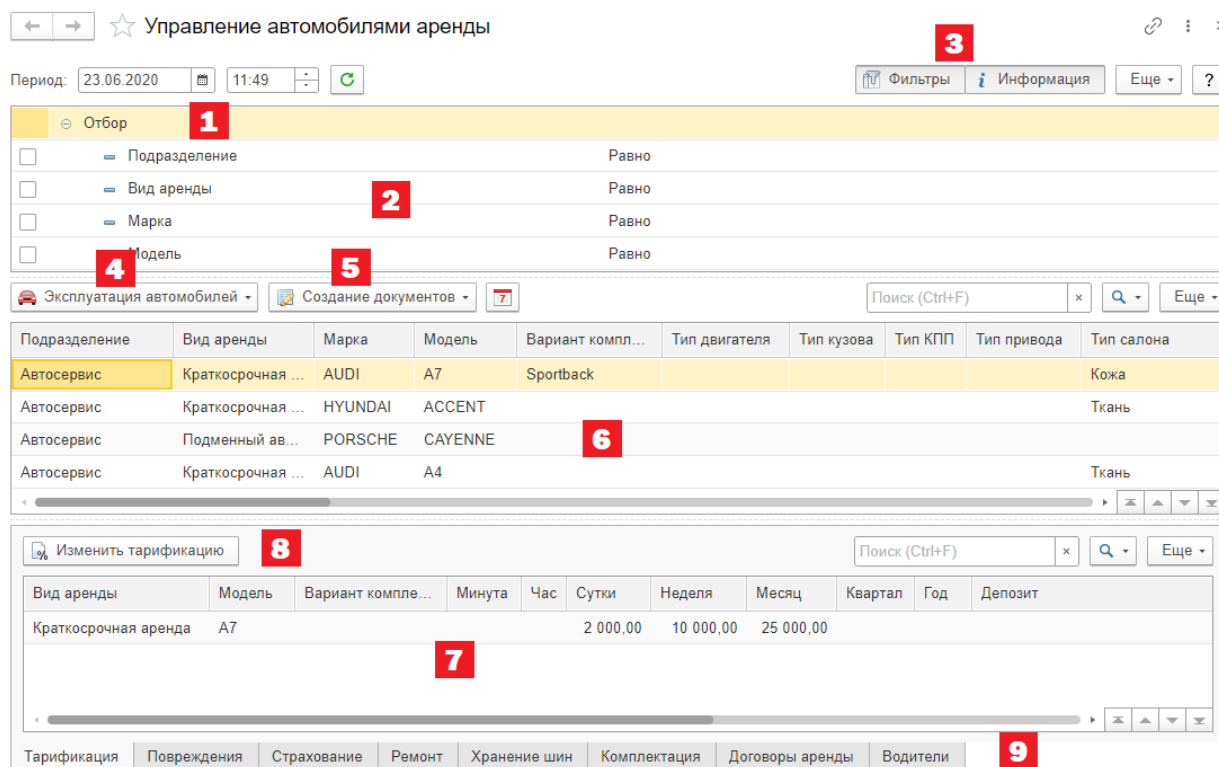 Управление автомобилями аренды
3
Период: 23.06.2020 11:49 Фильтры i Информация Еще ?
Отбор 1
Подразделение Равно
Вид аренды 2 Равно
Марка Равно
Модель Равно
4 5
Эксплуатация автомобилей Создание документов 7 Поиск (Ctrl+F) × Еще
Подразделение Вид аренды Марка Модель Вариант компл... Тип двигателя Тип кузова Тип КПП Тип привода Тип салона
Автосервис Краткосрочная ... AUDI A7 Sportback Кожа
Автосервис Краткосрочная ... HYUNDAI ACCENT Ткань
Автосервис Подменный ав... PORSCHE CAYENNE 6
Автосервис Краткосрочная ... AUDI A4 Ткань
Изменить тарификацию 8 Поиск (Ctrl+F) × Еще
Вид аренды Модель Вариант компле... Минута Час Сутки Неделя Месяц Квартал Год Депозит
Краткосрочная аренда A7 2 000,00 10 000,00 25 000,00
7
Тарификация Повреждения Страхование Ремонт Хранение шин Комплектация Договоры аренды Водители 9